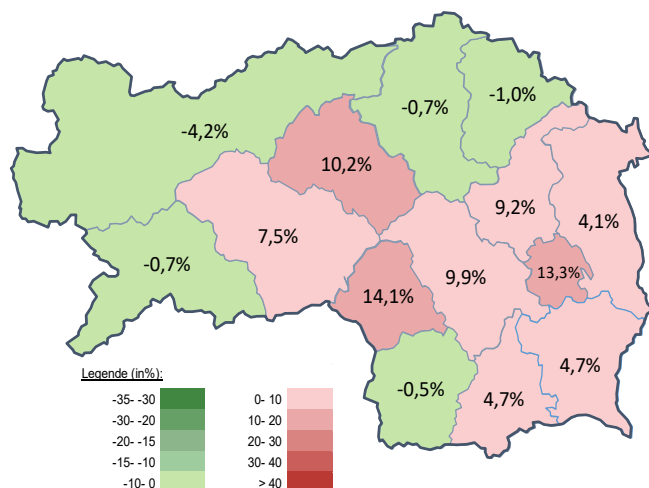 -0,7%
-1,0%
-4,2%
10,2%
9,2%
4,1%
7,5%
-0,7%
9,9%
13,3%
14,1%
4,7%
-0,5%
4,7%
Legende (in%):
-35- -30 0- 10
-30- -20 10- 20
-20- -15 20- 30
-15- -10 30- 40
-10- 0 > 40